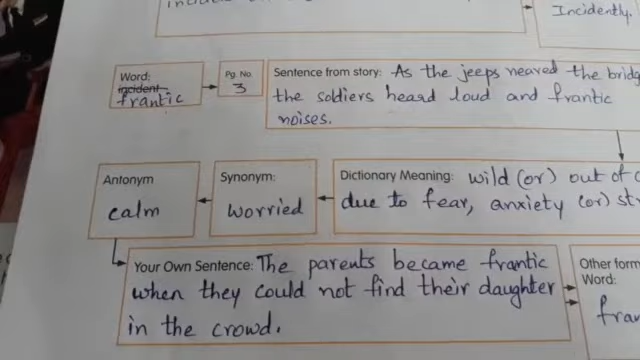 Incidently.
Word: Pg. No. Sentence from story: As the jeeps neared the
incident 3 the soldiers heard loud and frantic
frantic noises.
Antonym Synonym: Dictionary Meaning: wild (or) out of
calm worried due to fear, anxiety (or)
Your Own Sentence: The parents became frantic Other
when they could not find their daughter Word:
in the crowd.